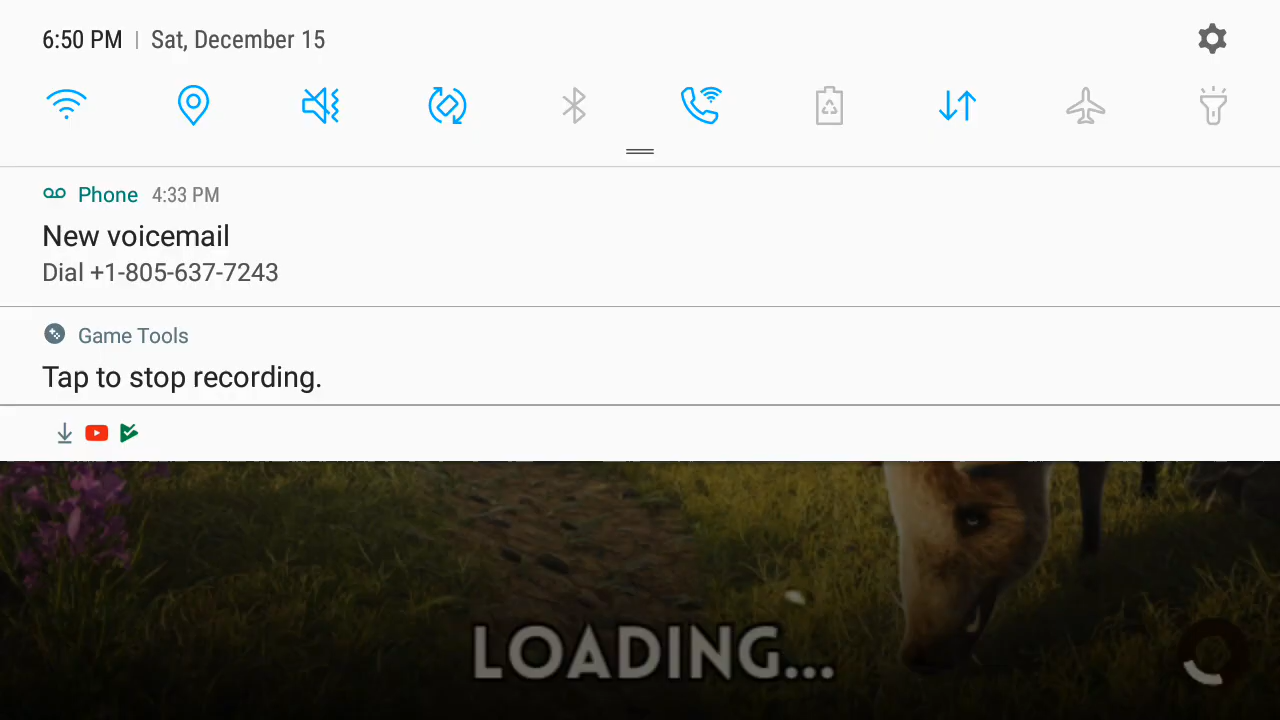 6:50 PM | Sat, December 15
Phone 4:33 PM
New voicemail
Dial +1-805-637-7243
Game Tools
Tap to stop recording.
LOADING...